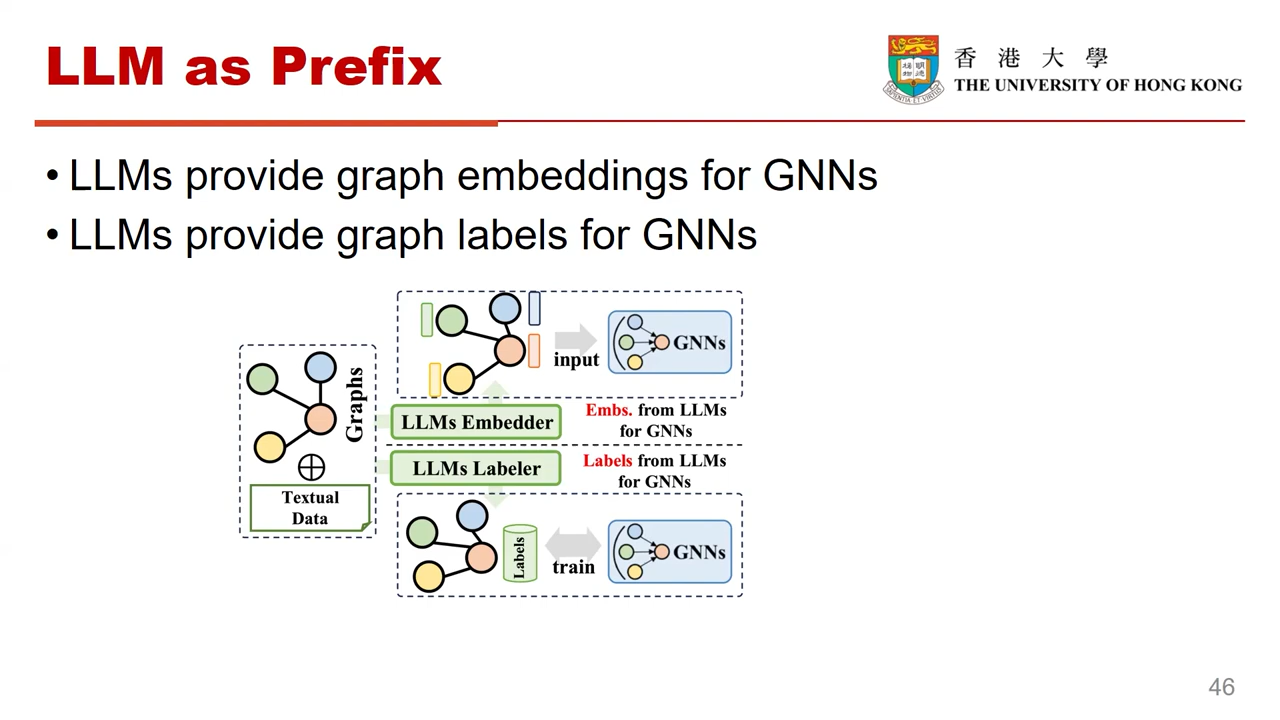 LLM as Prefix
香港大學
THE UNIVERSITY OF HONG KONG
• LLMs provide graph embeddings for GNNs
• LLMs provide graph labels for GNNs
Graphs
Textual
Data
input
GNNs
LLMs Embedder
Embs. from LLMs
for GNNs
LLMs Labeler
Labels from LLMs
for GNNs
Labels
train
GNNs
46